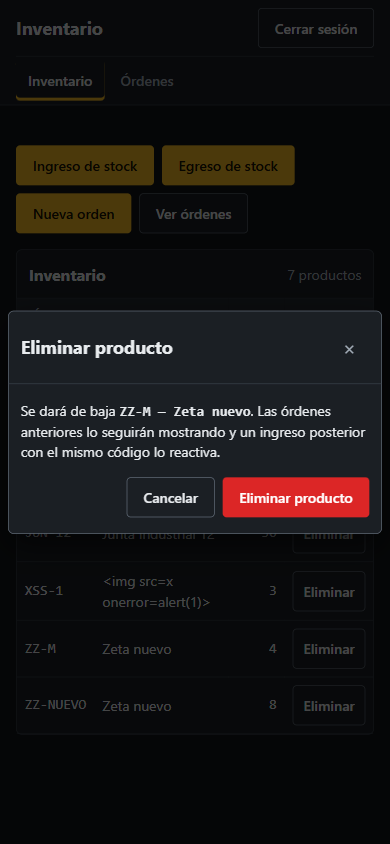 Inventario
Cerrar sesión
Inventario
Órdenes
Ingreso de stock
Egreso de stock
Nueva orden
Ver órdenes
Inventario
7 productos
Eliminar producto
×
Se dará de baja ZZ-M — Zeta nuevo. Las órdenes
anteriores lo seguirán mostrando y un ingreso posterior
con el mismo código lo reactiva.
Cancelar
Eliminar producto
Junta industrial 12
Eliminar
XSS-1
<img src=x
onerror=alert(1)>
3
Eliminar
ZZ-M
Zeta nuevo
4
Eliminar
ZZ-NUEVO
Zeta nuevo
8
Eliminar